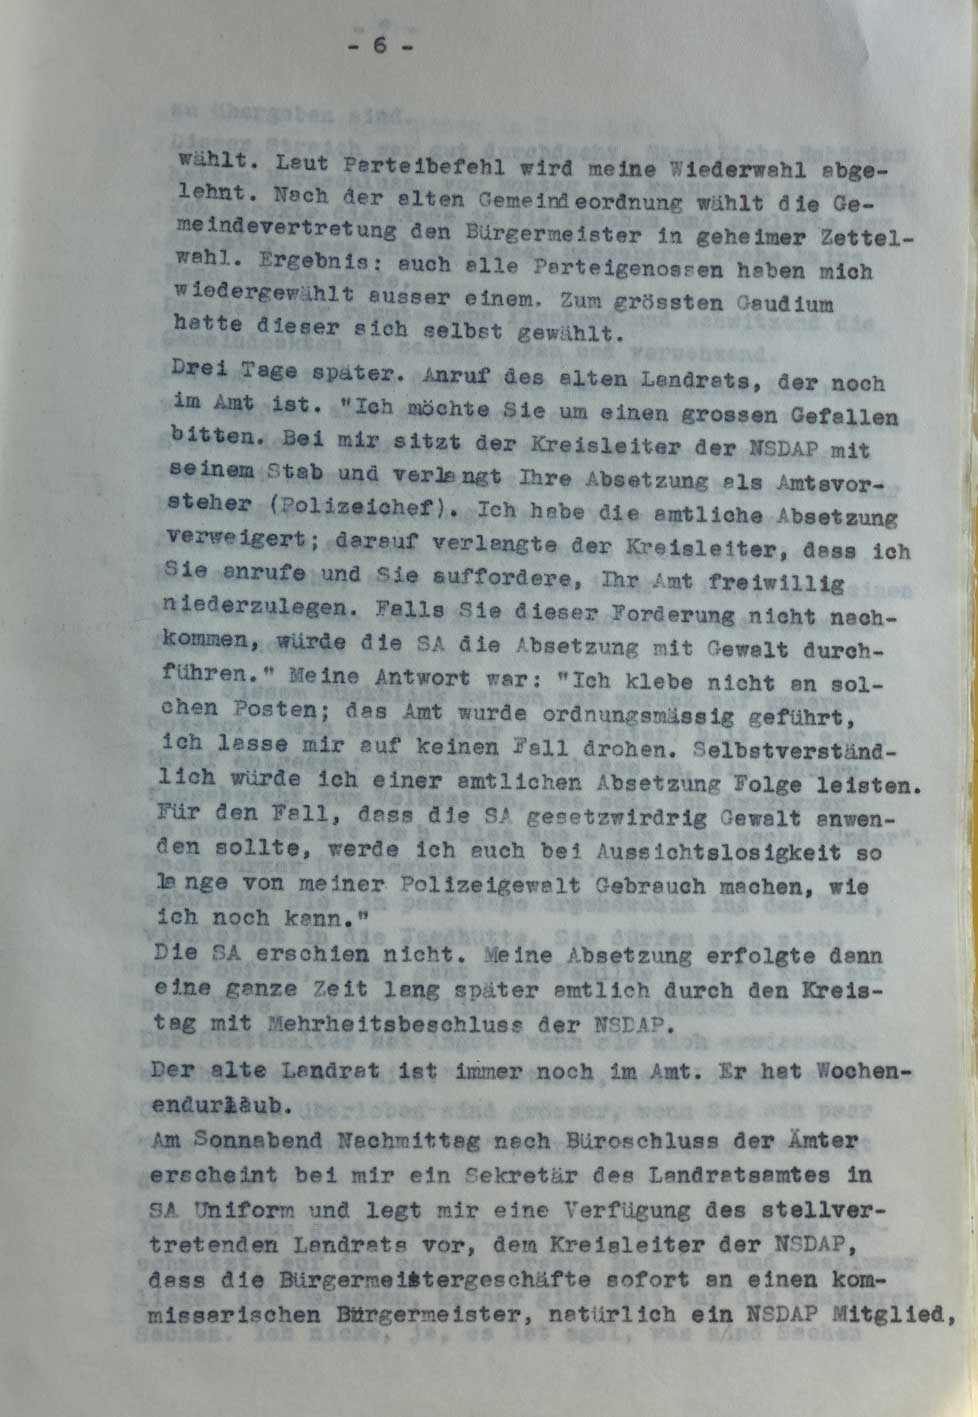 - 6 -
wählt. Laut Parteibefehl wird meine Wiederwahl abge-
lehnt. Nach der alten Gemeindeordnung wählt die Ge-
meindevertretung den Bürgermeister in geheimer Zettel-
wahl. Ergebnis: auch alle Parteigenossen haben mich
wiedergewählt ausser einem. Zum grössten Gaudium
hatte dieser sich selbst gewählt.
Drei Tage später. Anruf des alten Landrats, der noch
im Amt ist. "Ich möchte Sie um einen grossen Gefallen
bitten. Bei mir sitzt der Kreisleiter der NSDAP mit
seinem Stab und verlangt Ihre Absetzung als Amtsvor-
steher (Polizeichef). Ich habe die amtliche Absetzung
verweigert; darauf verlangte der Kreisleiter, dass ich
Sie anrufe und Sie auffordere, Ihr Amt freiwillig
niederzulegen. Falls Sie dieser Forderung nicht nach-
kommen, würde die SA die Absetzung mit Gewalt durch-
führen." Meine Antwort war: "Ich klebe nicht an sol-
chen Posten; das Amt wurde ordnungsmässig geführt,
ich lasse mir auf keinen Fall drohen. Selbstverständ-
lich würde ich einer amtlichen Absetzung Folge leisten.
Für den Fall, dass die SA gesetzwirdrig Gewalt anwen-
den sollte, werde ich auch bei Aussichtslosigkeit so
lange von meiner Polizeigewalt Gebrauch machen, wie
ich noch kann."
Die SA erschien nicht. Meine Absetzung erfolgte dann
eine ganze Zeit lang später amtlich durch den Kreis-
tag mit Mehrheitsbeschluss der NSDAP.
Der alte Landrat ist immer noch im Amt. Er hat Wochen-
endurlaub.
Am Sonnabend Nachmittag nach Büroschluss der Ämter
erscheint bei mir ein Sekretär des Landratsamtes in
SA Uniform und legt mir eine Verfügung des stellver-
tretenden Landrats vor, dem Kreisleiter der NSDAP,
dass die Bürgermeistergeschäfte sofort an einen kom-
missarischen Bürgermeister, natürlich ein NSDAP Mitglied,